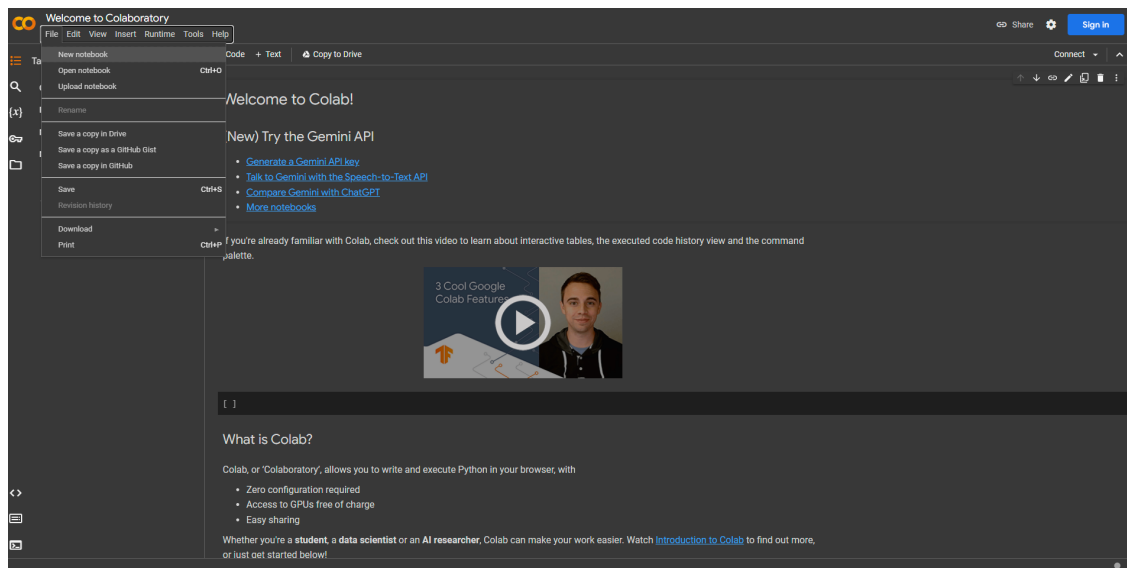 Welcome to Colaboratory
File Edit View Insert Runtime Tools Help
Share
Sign in
Code + Text Copy to Drive
Connect
New notebook
Open notebook Ctrl+O
Upload notebook
Rename
Save a copy in Drive
Save a copy as a GitHub Gist
Save a copy in GitHub
Save Ctrl+S
Revision history
Download
Print Ctrl+P
{x}
Welcome to Colab!
(New) Try the Gemini API
• Generate a Gemini API key
• Talk to Gemini with the Speech-to-Text API
• Compare Gemini with ChatGPT
• More notebooks
If you're already familiar with Colab, check out this video to learn about interactive tables, the executed code history view and the command
palette.
3 Cool Google
Colab Features
[ ]
What is Colab?
Colab, or 'Colaboratory', allows you to write and execute Python in your browser, with
• Zero configuration required
• Access to GPUs free of charge
• Easy sharing
Whether you're a student, a data scientist or an AI researcher, Colab can make your work easier. Watch Introduction to Colab to find out more,
or just get started below!